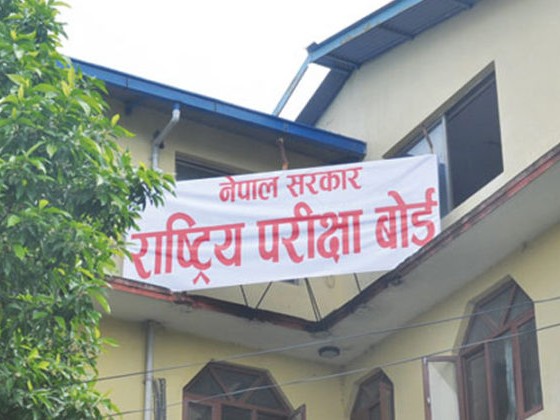 नेपाल सरकार
राष्ट्रिय परीक्षा बोर्ड